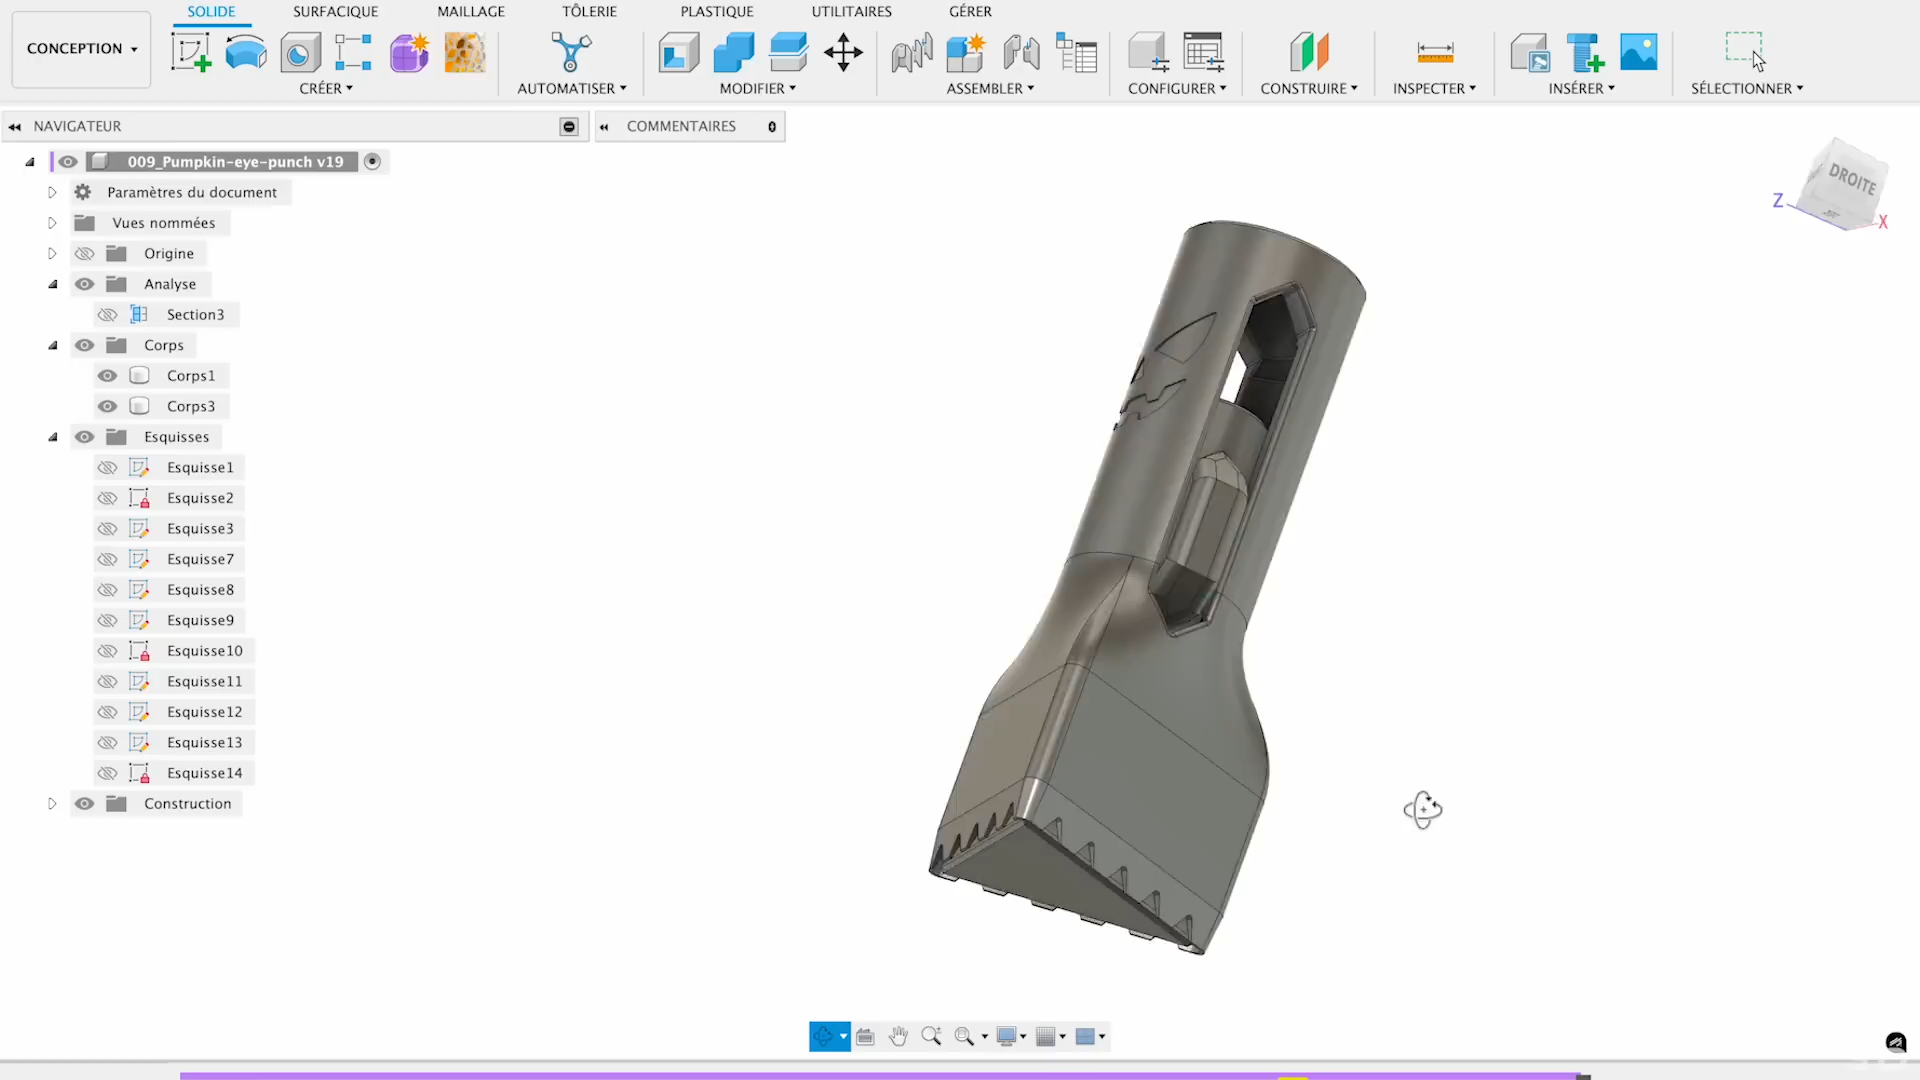 CONCEPTION
SOLIDE SURFACIQUE MAILLAGE TÔLERIE PLASTIQUE UTILITAIRES GÉRER
CRÉER AUTOMATISER MODIFIER ASSEMBLER CONFIGURER CONSTRUIRE INSPECTER INSÉRER SÉLECTIONNER
NAVIGATEUR
COMMENTAIRES
009_Pumpkin-eye-punch v19
Paramètres du document
Vues nommées
Origine
Analyse
Section3
Corps
Corps1
Corps3
Esquisses
Esquisse1
Esquisse2
Esquisse3
Esquisse7
Esquisse8
Esquisse9
Esquisse10
Esquisse11
Esquisse12
Esquisse13
Esquisse14
Construction
DROITE
Z
X